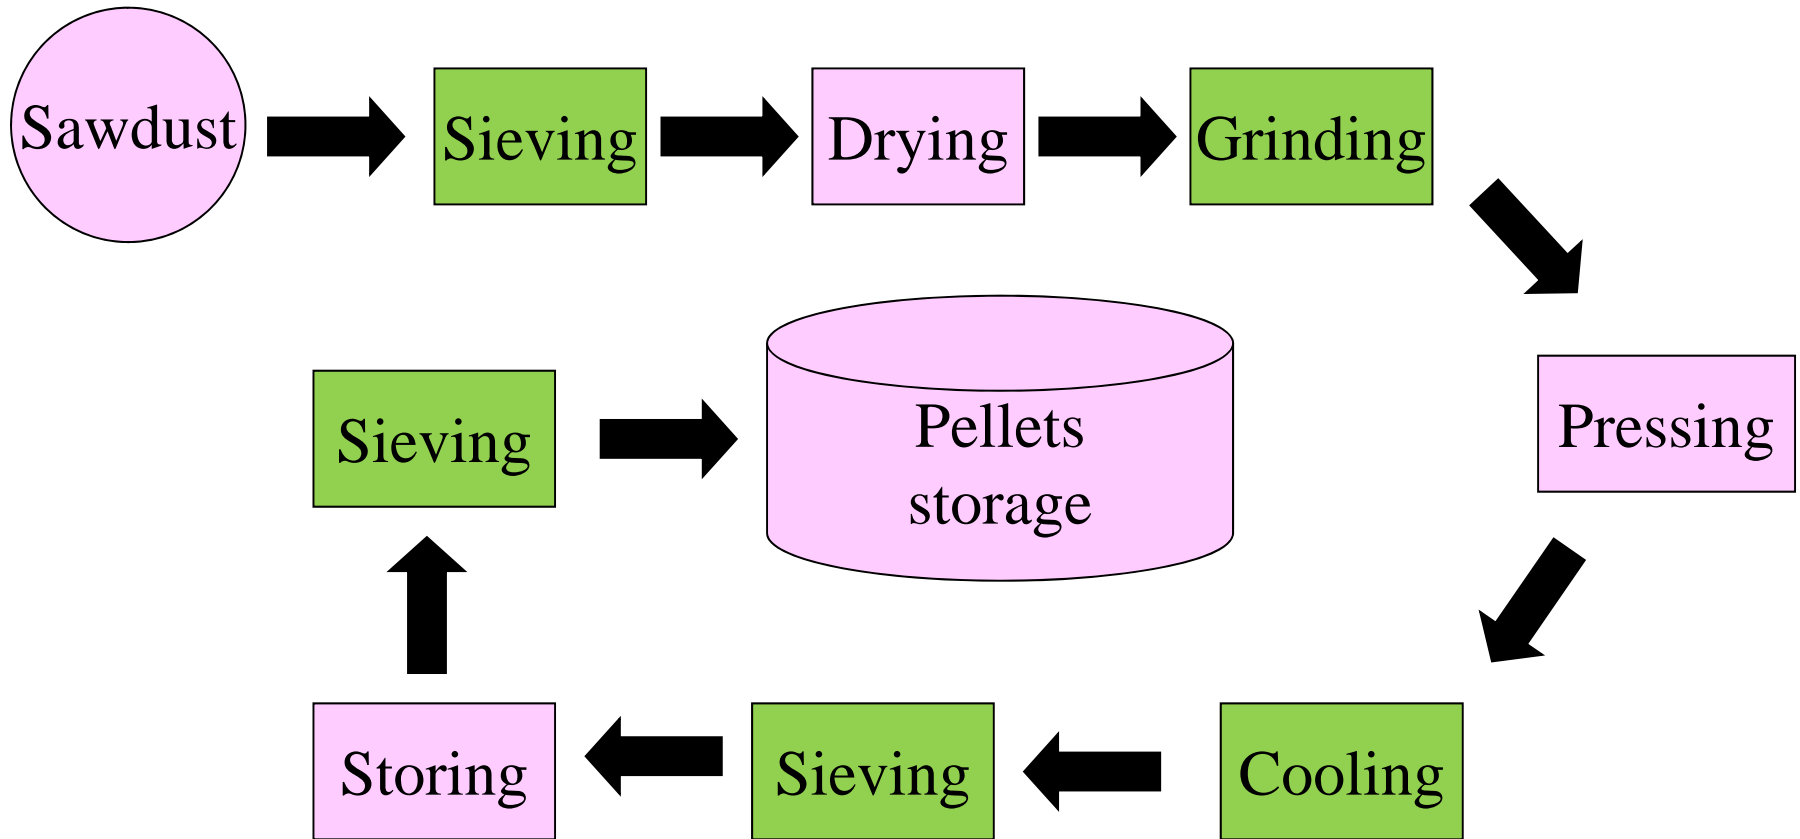 Sawdust
Sieving
Drying
Grinding
Pressing
Cooling
Sieving
Storing
Sieving
Pellets
storage